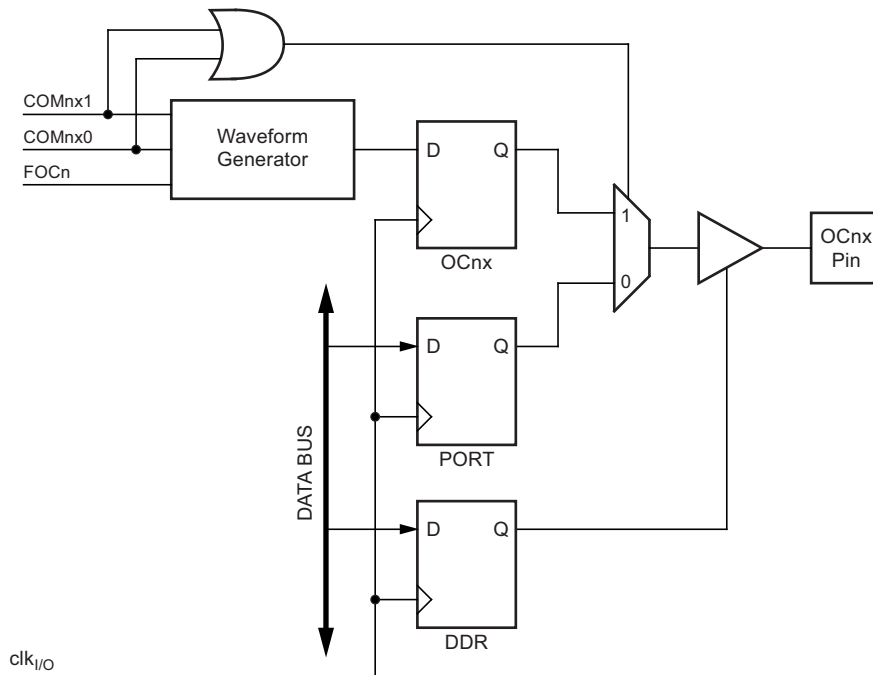 COMnx1
COMnx0
FOCn
Waveform
Generator
D Q
OCnx
1
0
OCnx
Pin
D Q
PORT
DATA BUS
D Q
DDR
clkI/O